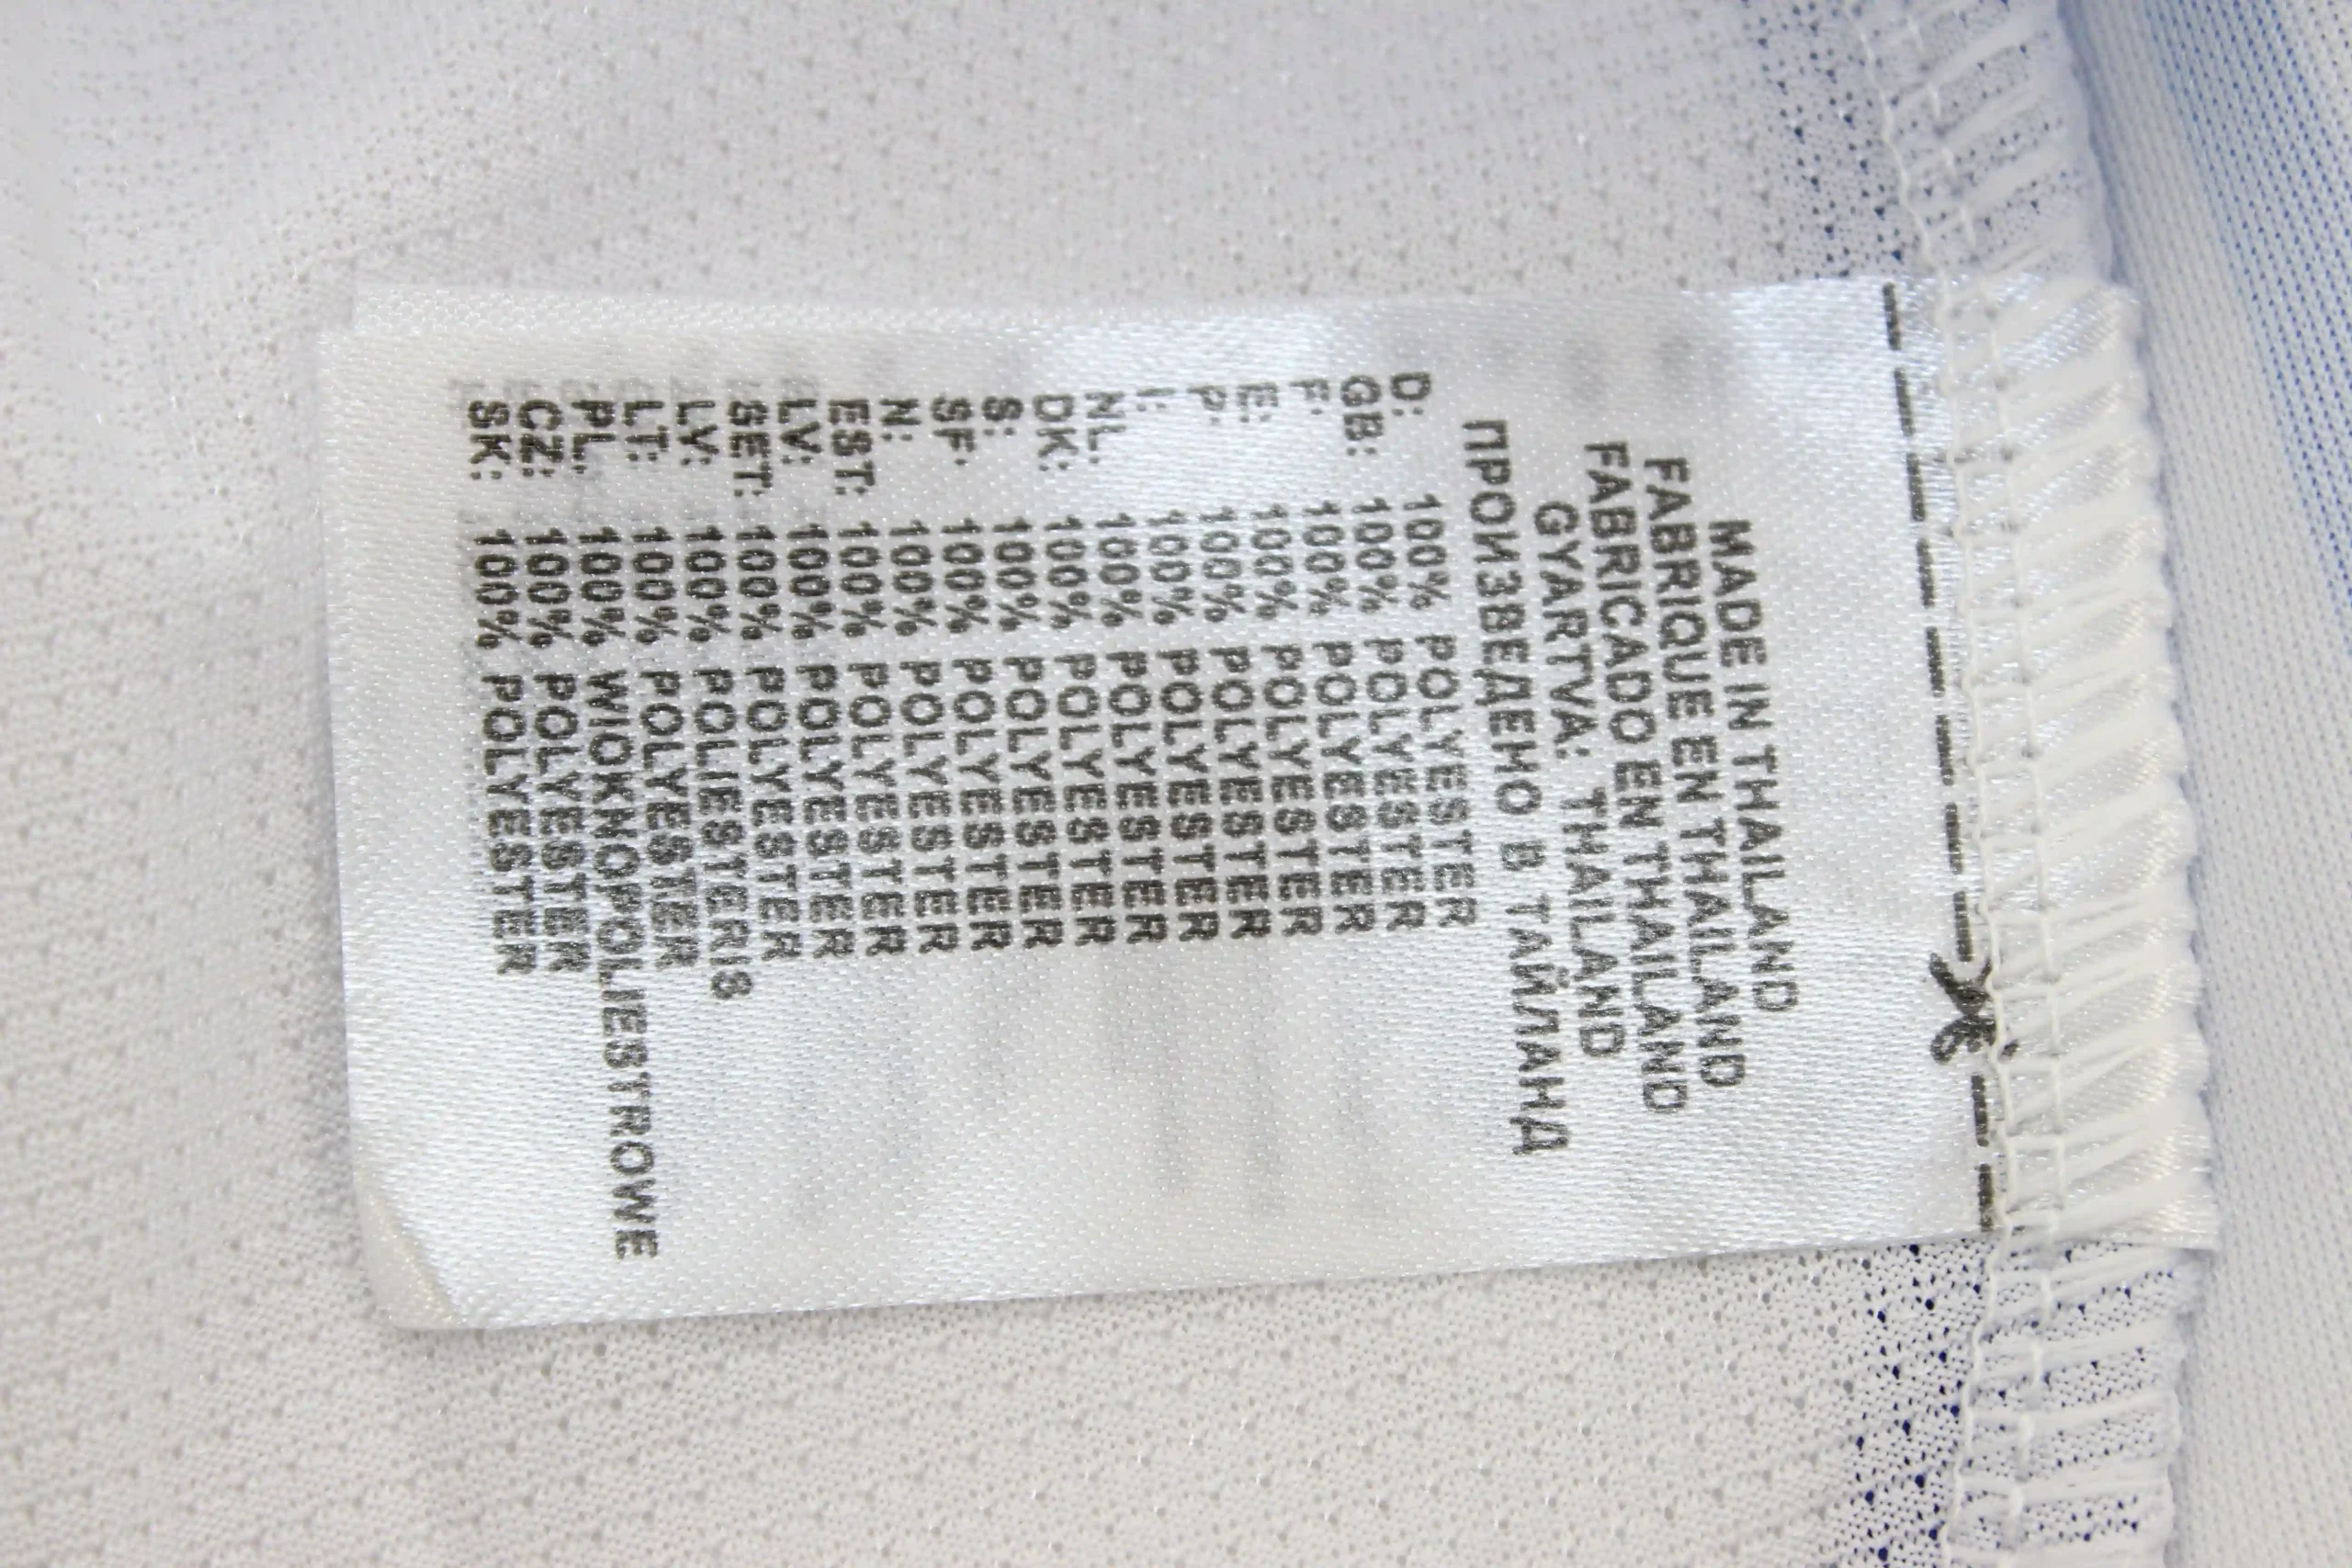 MADE IN THAILAND
FABRIQUE EN THAILAND
FABRICADO EN THAILAND
GYARTVA: THAILAND
ПРОИЗВЕДЕНО В ТАЙЛАНД
D: 100% POLYESTER
GB: 100% POLYESTER
F: 100% POLYESTER
E: 100% POLYESTER
P: 100% POLYESTER
I: 100% POLYESTER
NL: 100% POLYESTER
DK: 100% POLYESTER
S: 100% POLYESTER
SF: 100% POLYESTER
N: 100% POLYESTER
EST: 100% POLYESTER
LV: 100% POLYESTER
SET: 100% POLYESTER
LY: 100% POLIESTERIS
LT: 100% POLYESTER
PL: 100% WIOKNOPOLIESTROWE
CZ: 100% POLYESTER
SK: 100% POLYESTER